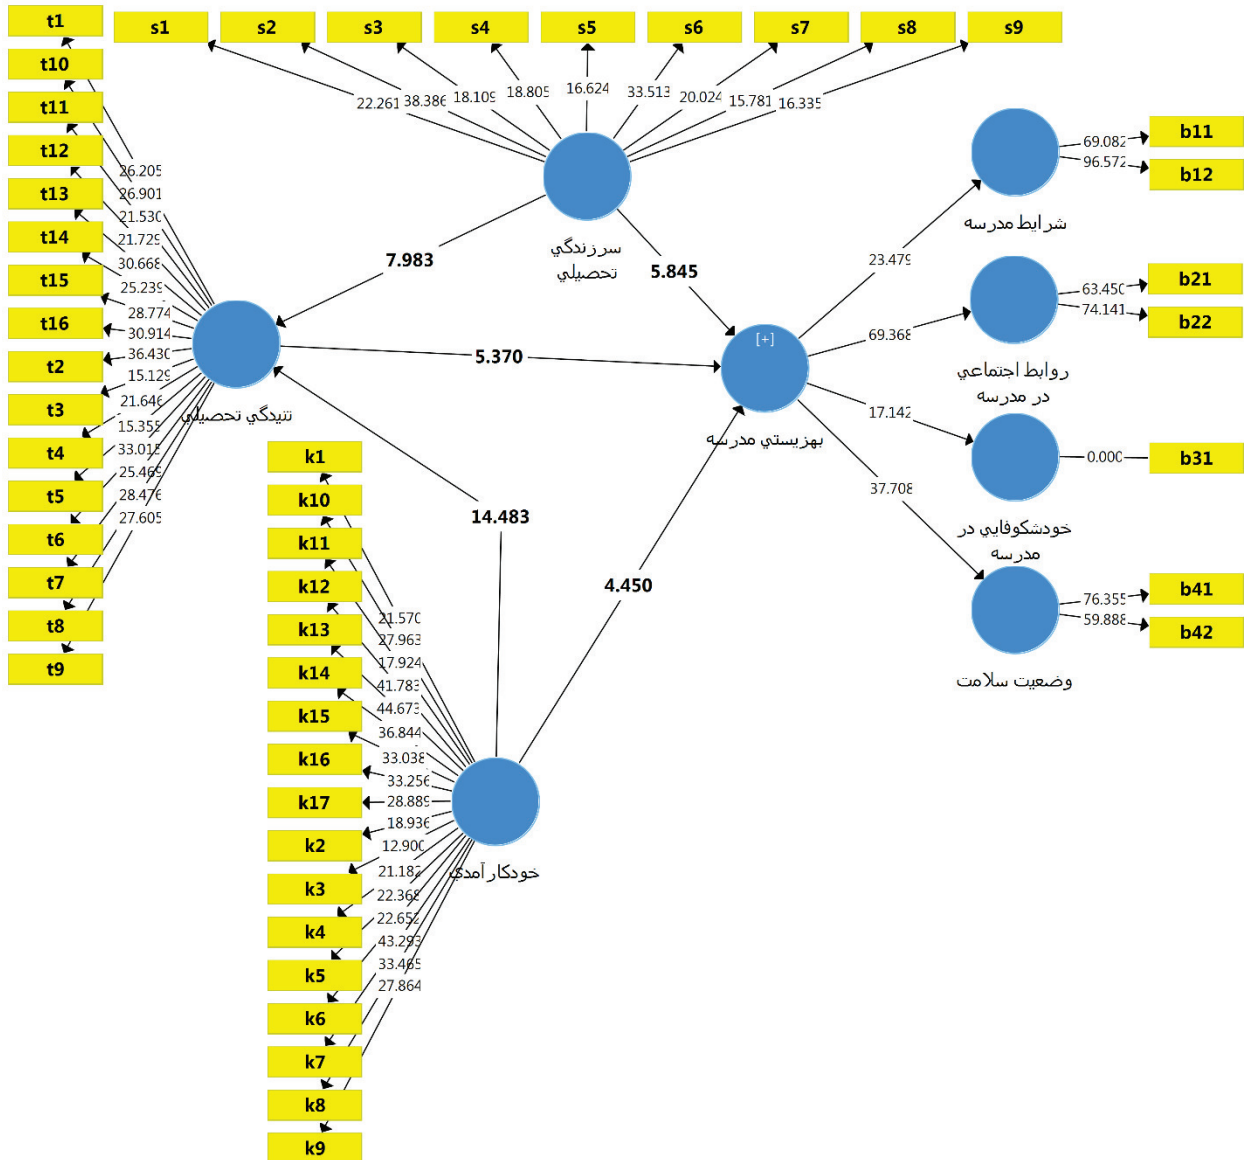 t1
s1
s2
s3
s4
s5
s6
s7
s8
s9
t10
t11
t12
t13
t14
t15
t16
t2
t3
t4
t5
t6
t7
t8
t9
22.261
38.386
18.109
18.805
16.624
33.513
20.024
15.781
16.335
26.205
26.901
21.530
21.729
30.668
25.239
28.774
30.914
36.430
15.129
21.646
15.355
33.015
25.469
28.476
27.605
سرزندگي
تحصيلي
7.983
5.845
تنيدگي تحصيلي
5.370
[+]
بهزيستي مدرسه
14.483
4.450
k1
k10
k11
k12
k13
k14
k15
k16
k17
k2
k3
k4
k5
k6
k7
k8
k9
21.570
27.963
17.924
41.783
44.673
36.844
33.038
33.256
28.889
18.936
12.900
21.182
22.368
22.652
43.293
33.465
27.864
خودكارآمدي
23.479
69.368
17.142
37.708
شرايط مدرسه
69.082
96.572
b11
b12
روابط اجتماعي
در مدرسه
63.450
74.141
b21
b22
خودشكوفايي در
مدرسه
0.000
b31
وضعيت سلامت
76.355
59.888
b41
b42